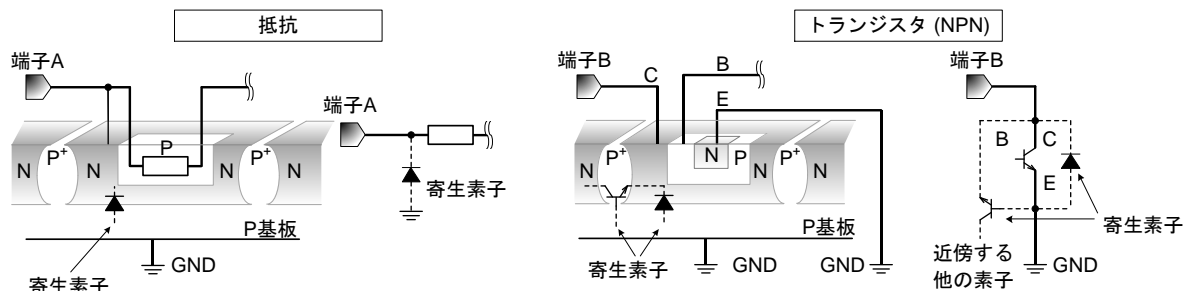 抵抗
トランジスタ (NPN)
端子A
端子A
N
P+
N
P
N
P+
N
寄生素子
P基板
GND
寄生素子
端子B
C
B
E
N
P+
N
N
P
N
P+
N
P基板
寄生素子
GND
GND
端子B
B
C
E
寄生素子
近傍する
他の素子
GND